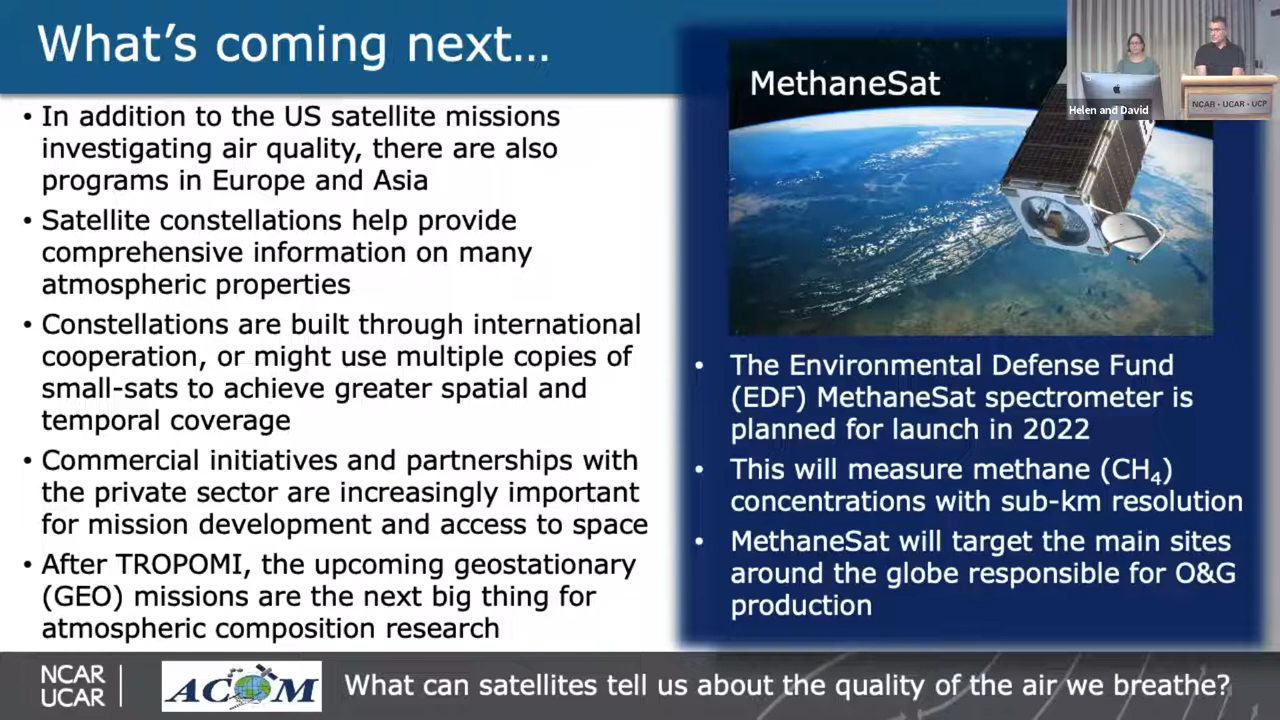 What's coming next...
• In addition to the US satellite missions
investigating air quality, there are also
programs in Europe and Asia
• Satellite constellations help provide
comprehensive information on many
atmospheric properties
• Constellations are built through international
cooperation, or might use multiple copies of
small-sats to achieve greater spatial and
temporal coverage
• Commercial initiatives and partnerships with
the private sector are increasingly important
for mission development and access to space
• After TROPOMI, the upcoming geostationary
(GEO) missions are the next big thing for
atmospheric composition research
MethaneSat
• The Environmental Defense Fund
(EDF) MethaneSat spectrometer is
planned for launch in 2022
• This will measure methane (CH₄)
concentrations with sub-km resolution
• MethaneSat will target the main sites
around the globe responsible for O&G
production
Helen and David
NCAR • UCAR • UCP
NCAR
UCAR
ACOM
What can satellites tell us about the quality of the air we breathe?